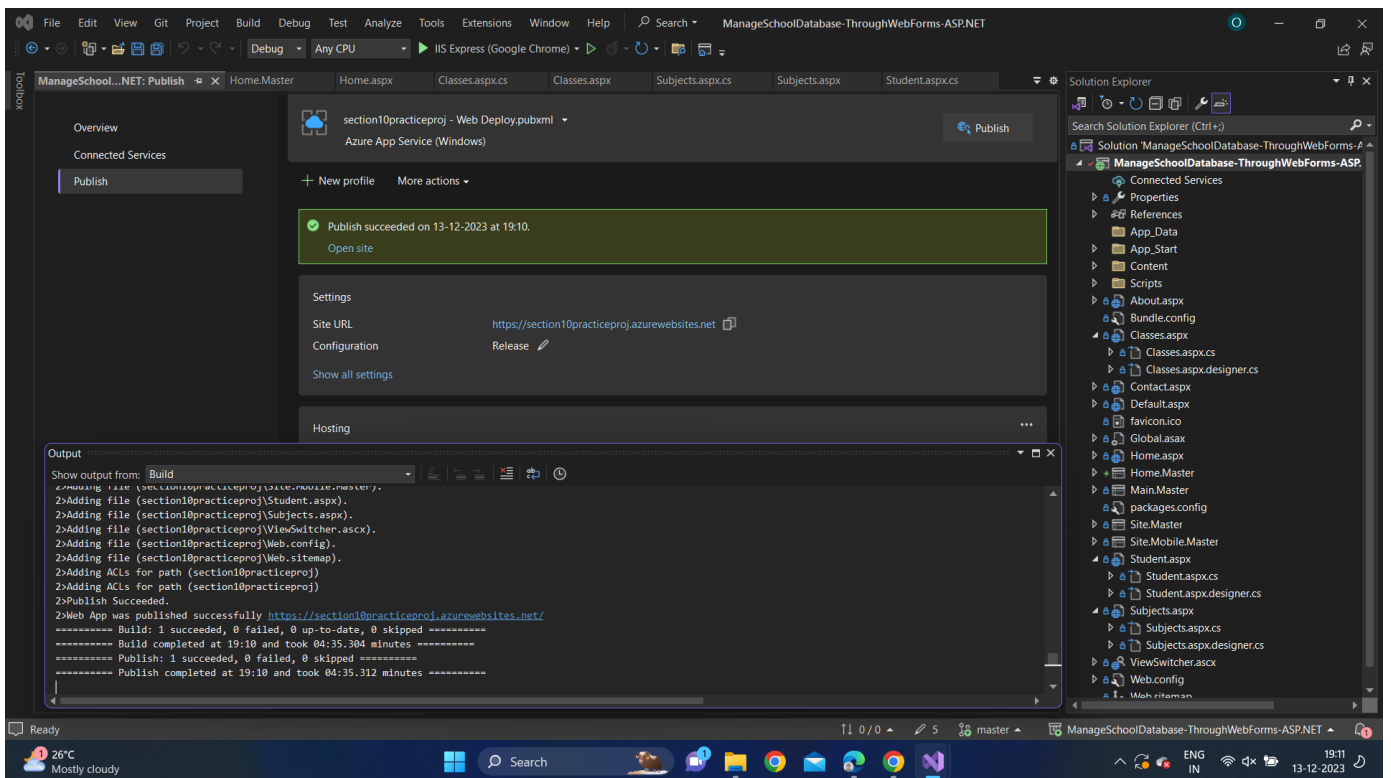 File Edit View Git Project Build Debug Test Analyze Tools Extensions Window Help Search ManageSchoolDatabase-ThroughWebForms-ASP.NET O
Debug Any CPU IIS Express (Google Chrome)
Toolbox
ManageSchool...NET: Publish Home.Master Home.aspx Classes.aspx.cs Classes.aspx Subjects.aspx.cs Subjects.aspx Student.aspx.cs
Overview
Connected Services
Publish
section10practiceproj - Web Deploy.pubxml
Azure App Service (Windows)
Publish
New profile More actions
Publish succeeded on 13-12-2023 at 19:10.
Open site
Settings
Site URL https://section10practiceproj.azurewebsites.net
Configuration Release
Show all settings
Hosting
Output
Show output from: Build
2>Adding file (section10practiceproj\Site.Mobile.Master).
2>Adding file (section10practiceproj\Student.aspx).
2>Adding file (section10practiceproj\Subjects.aspx).
2>Adding file (section10practiceproj\ViewSwitcher.ascx).
2>Adding file (section10practiceproj\Web.config).
2>Adding file (section10practiceproj\Web.sitemap).
2>Adding ACLs for path (section10practiceproj)
2>Adding ACLs for path (section10practiceproj)
2>Publish Succeeded.
2>Web App was published successfully https://section10practiceproj.azurewebsites.net/
========== Build: 1 succeeded, 0 failed, 0 up-to-date, 0 skipped ==========
========== Build completed at 19:10 and took 04:35.304 minutes ==========
========== Publish: 1 succeeded, 0 failed, 0 skipped ==========
========== Publish completed at 19:10 and took 04:35.312 minutes ==========
Solution Explorer
Search Solution Explorer (Ctrl+;)
Solution 'ManageSchoolDatabase-ThroughWebForms-A
ManageSchoolDatabase-ThroughWebForms-ASP.
Connected Services
Properties
References
App_Data
App_Start
Content
Scripts
About.aspx
Bundle.config
Classes.aspx
Classes.aspx.cs
Classes.aspx.designer.cs
Contact.aspx
Default.aspx
favicon.ico
Global.asax
Home.aspx
Home.Master
Main.Master
packages.config
Site.Master
Site.Mobile.Master
Student.aspx
Student.aspx.cs
Student.aspx.designer.cs
Subjects.aspx
Subjects.aspx.cs
Subjects.aspx.designer.cs
ViewSwitcher.ascx
Web.config
Web.sitemap
Ready 0 / 0 5 master ManageSchoolDatabase-ThroughWebForms-ASP.NET 1
1 26°C
Mostly cloudy
Search 1
ENG
IN
19:11
13-12-2023